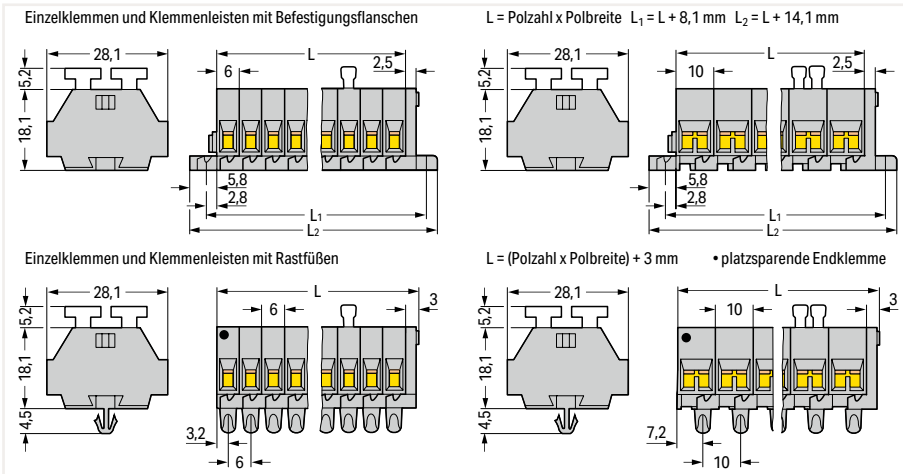 Einzelklemmen und Klemmenleisten mit Befestigungsflanschen
L = Polzahl x Polbreite L₁ = L + 8,1 mm L₂ = L + 14,1 mm
28,1
5,2
18,1
L
6
2,5
5,8
2,8
L₁
L₂
28,1
5,2
18,1
L
10
2,5
5,8
2,8
L₁
L₂
Einzelklemmen und Klemmenleisten mit Rastfüßen
L = (Polzahl x Polbreite) + 3 mm • platzsparende Endklemme
28,1
5,2
18,1
4,5
L
6
3
3,2
6
28,1
5,2
18,1
4,5
L
10
3
7,2
10